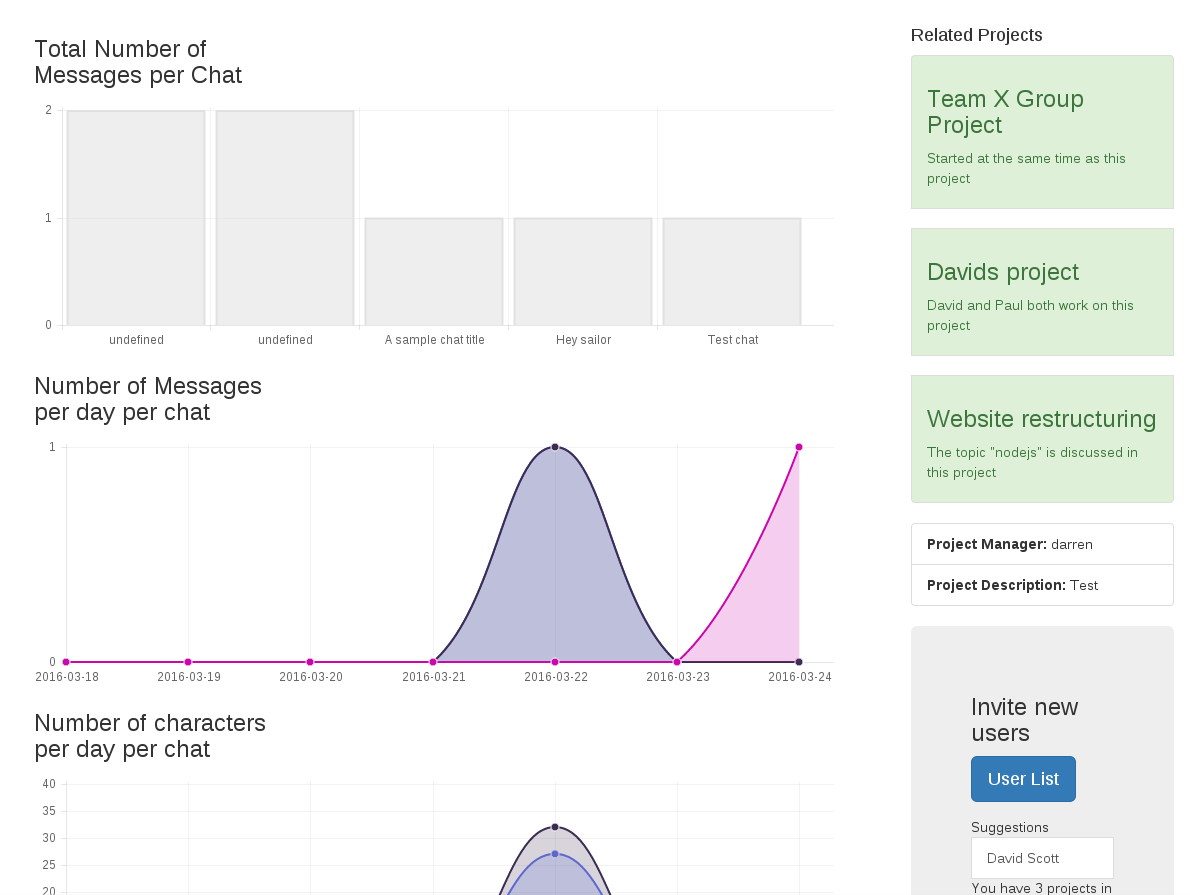 Total Number of
Messages per Chat
2
1
0
undefined
undefined
A sample chat title
Hey sailor
Test chat
Number of Messages
per day per chat
1
0
2016-03-18
2016-03-19
2016-03-20
2016-03-21
2016-03-22
2016-03-23
2016-03-24
Number of characters
per day per chat
40
35
30
25
20
Related Projects
Team X Group
Project
Started at the same time as this
project
Davids project
David and Paul both work on this
project
Website restructuring
The topic "nodejs" is discussed in
this project
Project Manager: darren
Project Description: Test
Invite new
users
User List
Suggestions
David Scott
You have 3 projects in